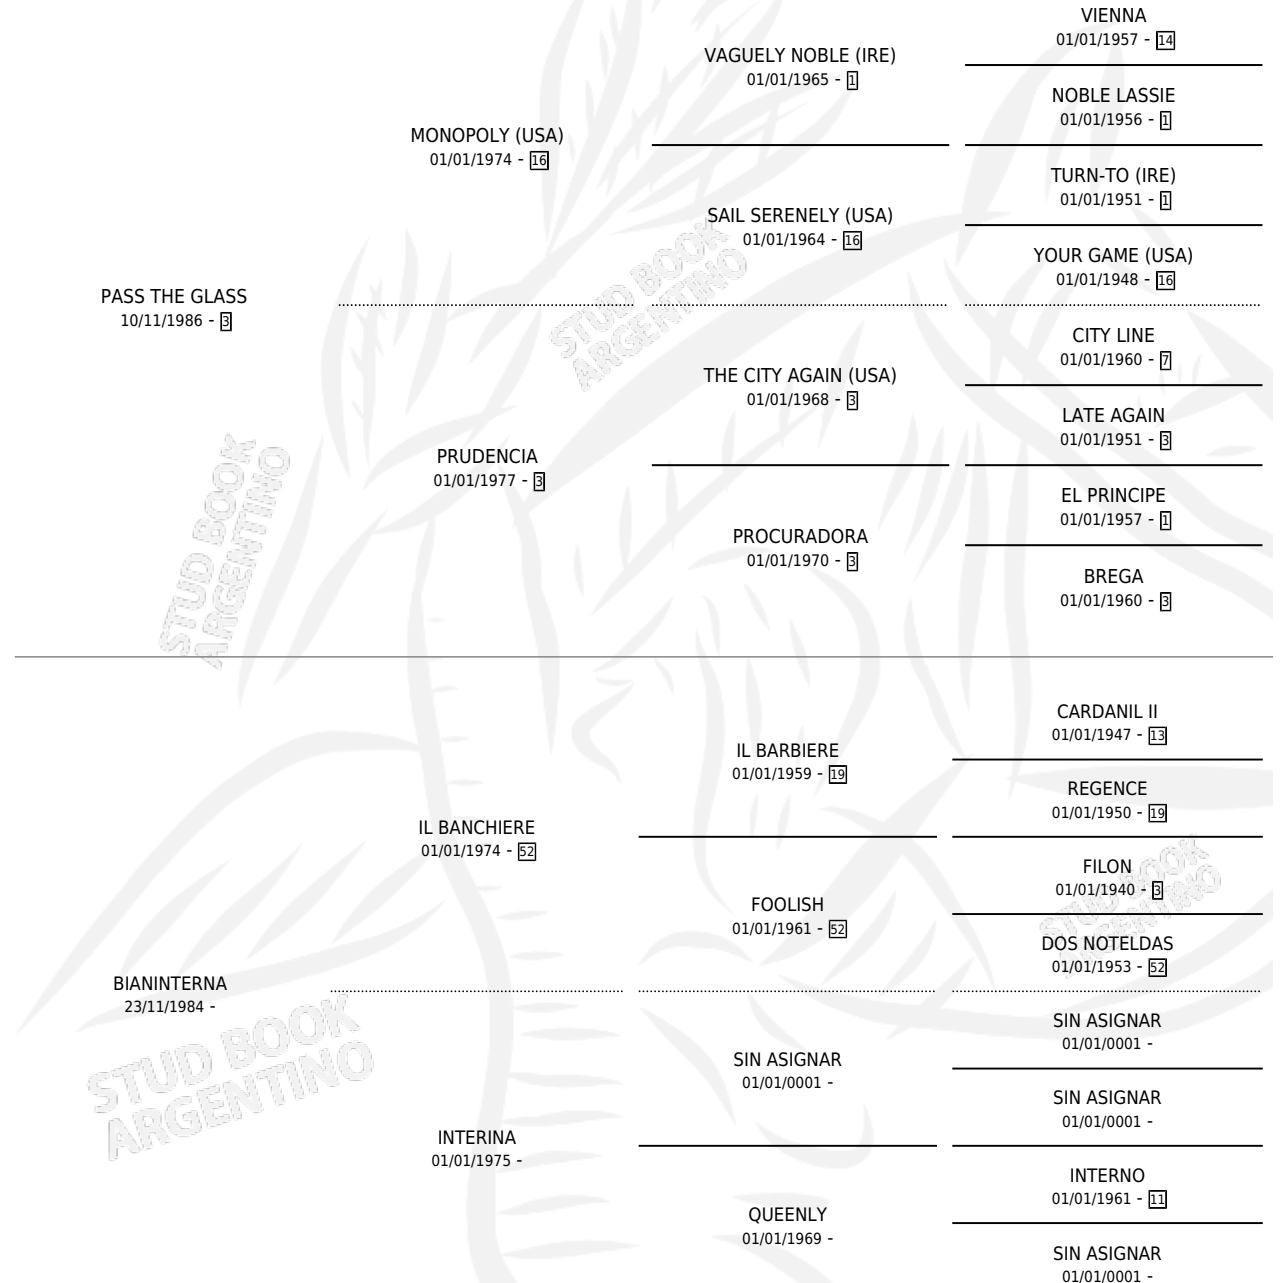 VIENNA
01/01/1957 - 14
VAGUELY NOBLE (IRE)
01/01/1965 - 1
NOBLE LASSIE
01/01/1956 - 1
MONOPOLY (USA)
01/01/1974 - 16
TURN-TO (IRE)
01/01/1951 - 1
SAIL SERENELY (USA)
01/01/1964 - 16
YOUR GAME (USA)
01/01/1948 - 16
PASS THE GLASS
10/11/1986 - 3
CITY LINE
01/01/1960 - 7
THE CITY AGAIN (USA)
01/01/1968 - 3
LATE AGAIN
01/01/1951 - 3
PRUDENCIA
01/01/1977 - 3
EL PRINCIPE
01/01/1957 - 1
PROCURADORA
01/01/1970 - 3
BREGA
01/01/1960 - 3
STUD BOOK
ARGENTINO
STUD BOOK
ARGENTINO
CARDANIL II
01/01/1947 - 13
IL BARBIERE
01/01/1959 - 19
REGENCE
01/01/1950 - 19
IL BANCHIERE
01/01/1974 - 52
FILON
01/01/1940 - 3
FOOLISH
01/01/1961 - 52
DOS NOTELDAS
01/01/1953 - 52
STUD BOOK
ARGENTINO
BIANINTERNA
23/11/1984 -
SIN ASIGNAR
01/01/0001 -
SIN ASIGNAR
01/01/0001 -
SIN ASIGNAR
01/01/0001 -
STUD BOOK
ARGENTINO
INTERINA
01/01/1975 -
INTERNO
01/01/1961 - 11
QUEENLY
01/01/1969 -
SIN ASIGNAR
01/01/0001 -